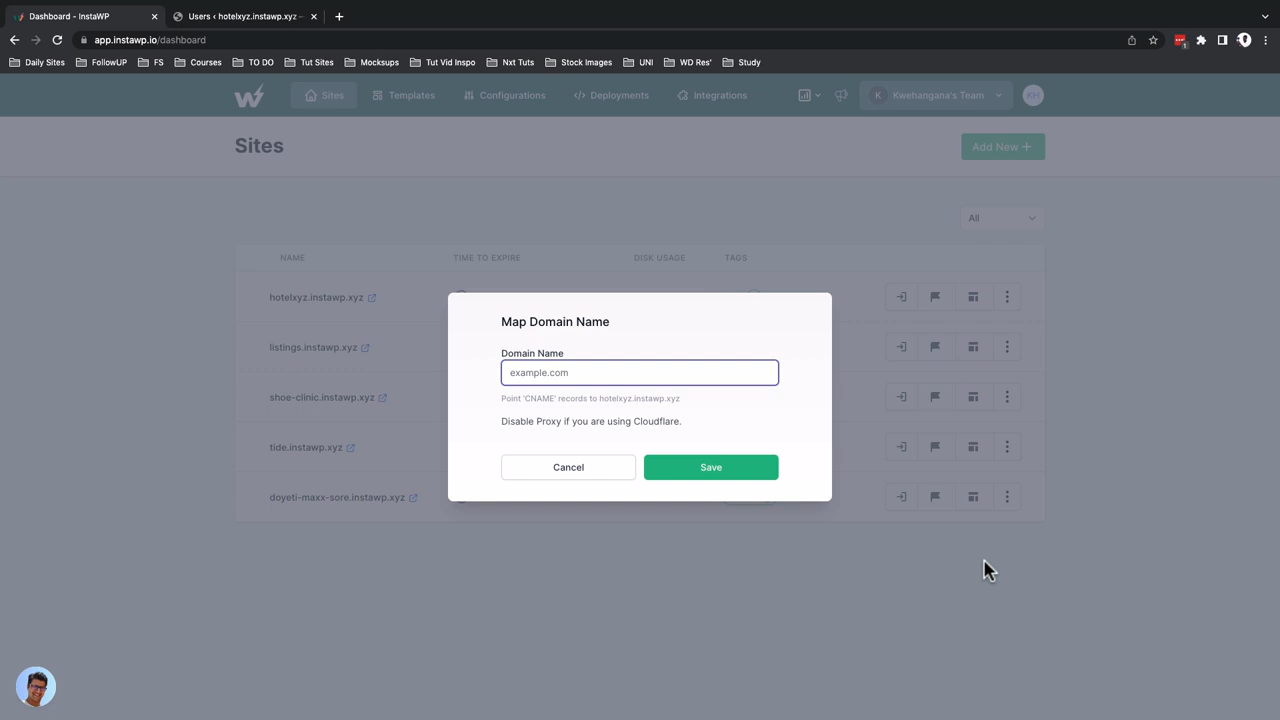 Dashboard - InstaWP
Users ‹ hotelxyz.instawp.xyz —
app.instawp.io/dashboard
1
Daily Sites FollowUP FS Courses TO DO Tut Sites Mocksups Tut Vid Inspo Nxt Tuts Stock Images UNI WD Res' Study
Sites Templates Configurations Deployments Integrations K Kwehangana's Team KH
Sites
Add New +
All
NAME TIME TO EXPIRE DISK USAGE TAGS
hotelxyz.instawp.xyz
listings.instawp.xyz
shoe-clinic.instawp.xyz
tide.instawp.xyz
doyeti-maxx-sore.instawp.xyz
Map Domain Name
Domain Name
example.com
Point 'CNAME' records to hotelxyz.instawp.xyz
Disable Proxy if you are using Cloudflare.
Cancel Save